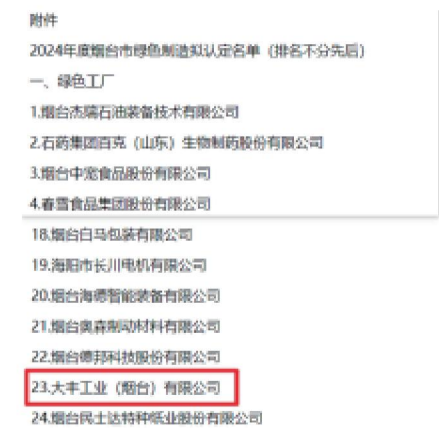 附件
2024年度烟台市绿色制造拟认定名单（排名不分先后）
一、绿色工厂
1.烟台杰瑞石油装备技术有限公司
2.石药集团百克（山东）生物制药股份有限公司
3.烟台中宠食品股份有限公司
4.春雪食品集团股份有限公司
18.烟台白马包装有限公司
19.海阳市长川电机有限公司
20.烟台海德智能装备有限公司
21.烟台奥森制动材料有限公司
22.烟台德邦科技股份有限公司
23.大丰工业（烟台）有限公司
24.烟台民士达特种纸业股份有限公司